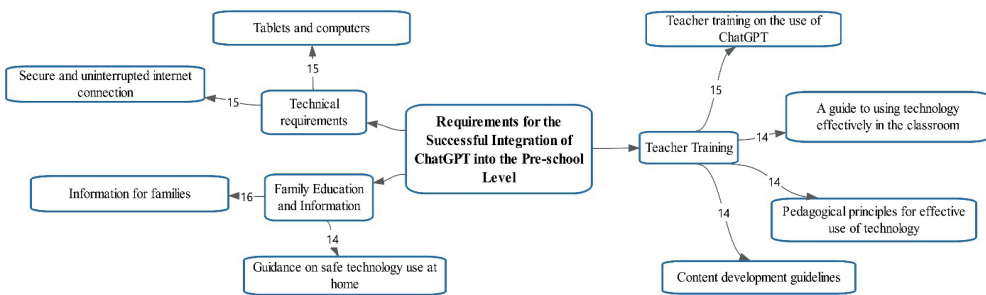 Tablets and computers
15
Secure and uninterrupted internet
connection
15
Technical
requirements
Requirements for the
Successful Integration of
ChatGPT into the Pre-school
Level
Information for families
16
Family Education
and Information
14
Guidance on safe technology use at
home
Teacher training on the use of
ChatGPT
15
A guide to using technology
effectively in the classroom
14
Teacher Training
14
Pedagogical principles for effective
use of technology
14
Content development guidelines